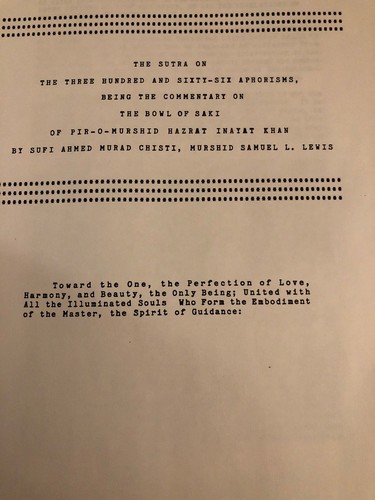 THE SUTRA ON
THE THREE HUNDRED AND SIXTY-SIX APHORISMS,
BEING THE COMMENTARY ON
THE BOWL OF SAKI
OF PIR-O-MURSHID HAZRAT INAYAT KHAN
BY SUFI AHMED MURAD CHISTI, MURSHID SAMUEL L. LEWIS
Toward the One, the Perfection of Love,
Harmony, and Beauty, the Only Being; United with
All the Illuminated Souls Who Form the Embodiment
of the Master, the Spirit of Guidance: